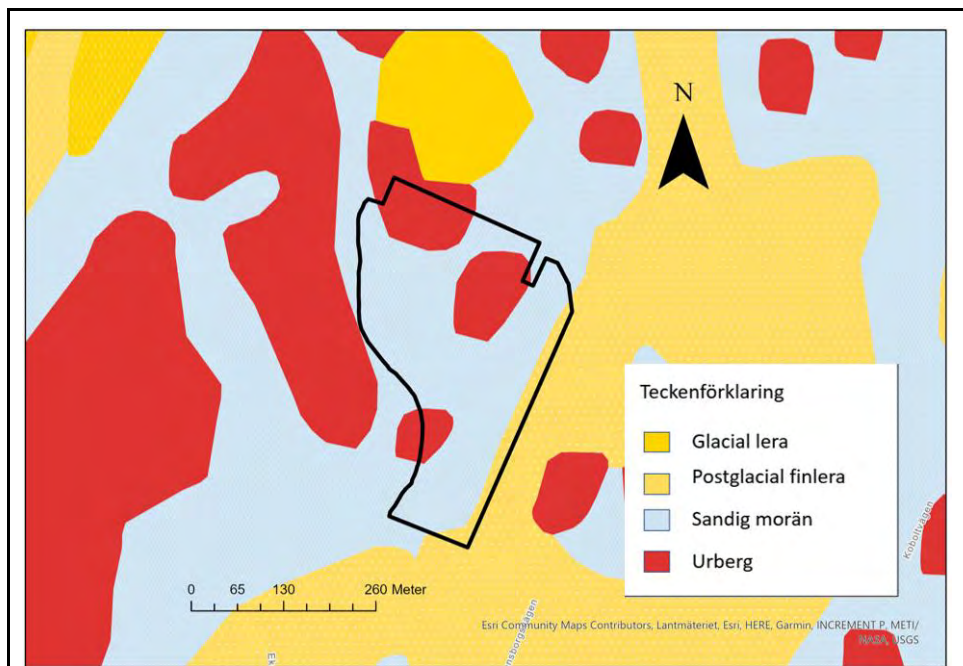 N
Teckenförklaring
Glacial lera
Postglacial finlera
Sandig morän
Urberg
Koboltvägen
0 65 130 260 Meter
Esri Community Maps Contributors, Lantmäteriet, Esri, HERE, Garmin, INCREMENT P, METI/
NASA, USGS